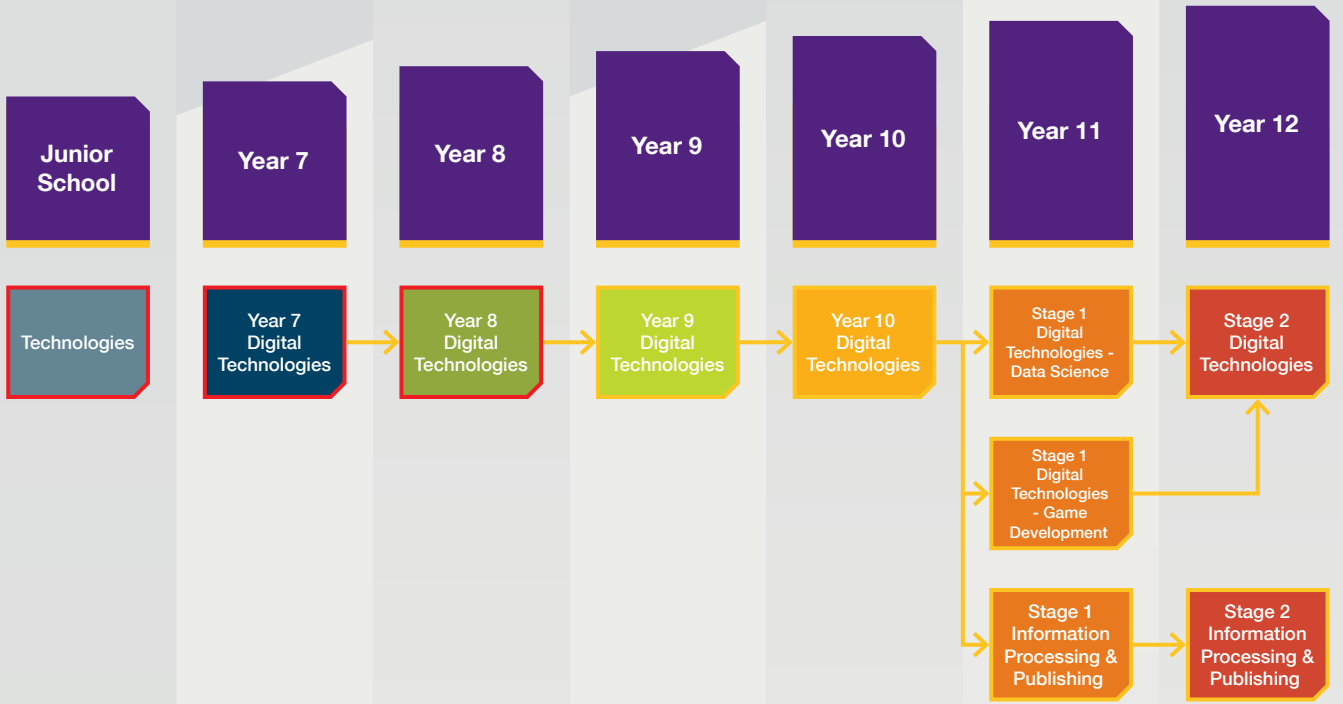 Junior
School
Year 7
Year 8
Year 9
Year 10
Year 11
Year 12
Technologies
Year 7
Digital
Technologies
Year 8
Digital
Technologies
Year 9
Digital
Technologies
Year 10
Digital
Technologies
Stage 1
Digital
Technologies -
Data Science
Stage 2
Digital
Technologies
Stage 1
Digital
Technologies
- Game
Development
Stage 1
Information
Processing &
Publishing
Stage 2
Information
Processing &
Publishing